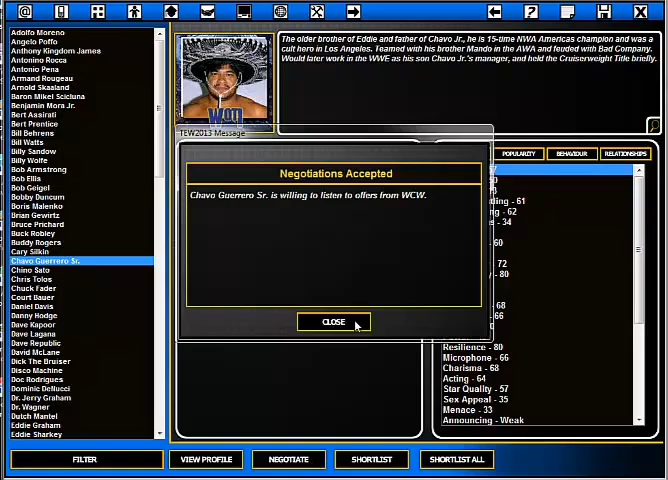 The older brother of Eddie and father of Chavo Jr., he is 15-time NWA Americas champion and was a
cult hero in Los Angeles. Teamed with his brother Mando in the AWA and feuded with Bad Company.
Would later work in the WWE as his son Chavo Jr.'s manager, and held the Cruiserweight Title briefly.
Adolfo Moreno
Angelo Poffo
Anthony Kingdom James
Antonino Rocca
Antonio Pena
Armand Rougeau
Arnold Skaaland
Baron Mikel Scicluna
Benjamin Mora Jr.
Bert Assirati
Bert Prentice
Bill Behrens
Bill Watts
Billy Sandow
Billy Wolfe
Bob Armstrong
Bob Ellis
Bob Geigel
Bobby Duncum
Boris Malenko
Brian Gewirtz
Bruce Prichard
Buck Robley
Buddy Rogers
Cary Silkin
Chavo Guerrero Sr.
Chino Sato
Chris Tolos
Chuck Fader
Court Bauer
Daniel Davis
Danny Hodge
Dave Kapoor
Dave Lagana
Dave Republic
David McLane
Dick The Bruiser
Disco Machine
Doc Rodrigues
Dominic DeNucci
Dr. Jerry Graham
Dr. Wagner
Dutch Mantel
Eddie Graham
Eddie Sharkey
TEW2013 Message
Negotiations Accepted
Chavo Guerrero Sr. is willing to listen to offers from WCW.
CLOSE
POPULARITY
BEHAVIOUR
RELATIONSHIPS
- 61
- 62
- 34
60
72
- 80
68
66
Resilience - 80
Microphone - 66
Charisma - 68
Acting - 64
Star Quality - 57
Sex Appeal - 35
Menace - 33
Announcing - Weak
FILTER
VIEW PROFILE
NEGOTIATE
SHORTLIST
SHORTLIST ALL